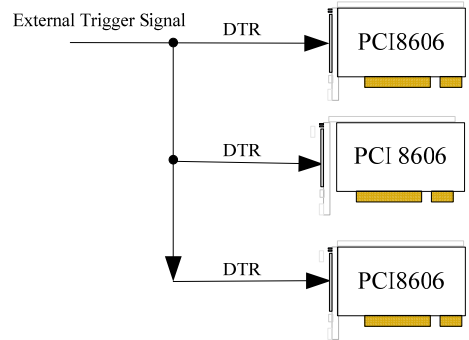 External Trigger Signal
DTR
PCI8606
DTR
PCI 8606
DTR
PCI8606